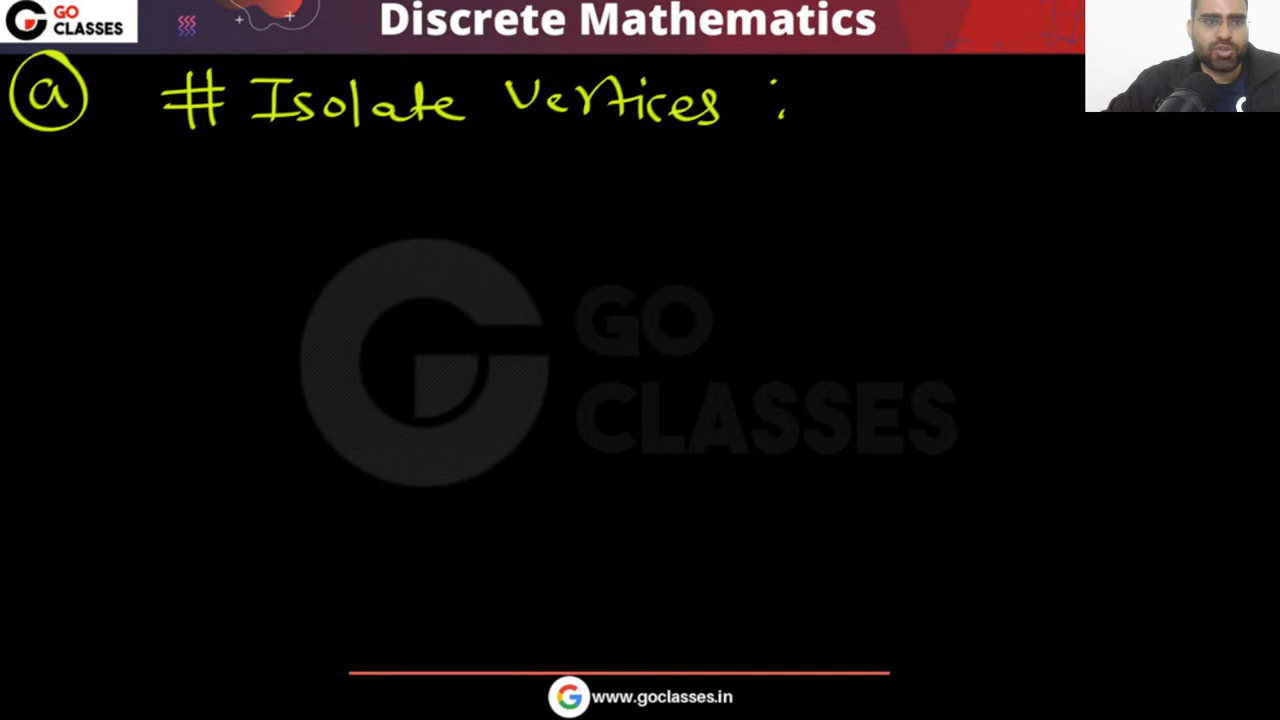 GO
CLASSES
Discrete Mathematics
a # Isolate vertices :
GO
CLASSES
www.goclasses.in